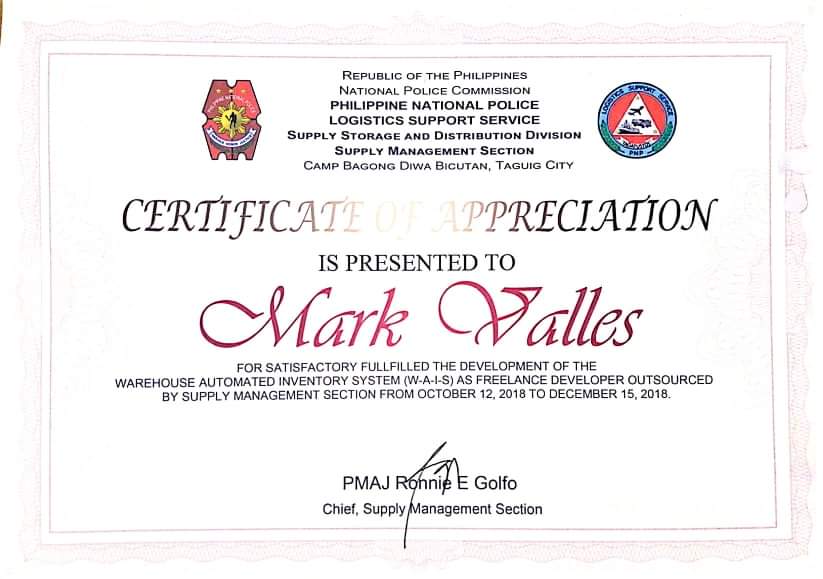 REPUBLIC OF THE PHILIPPINES
NATIONAL POLICE COMMISSION
PHILIPPINE NATIONAL POLICE
LOGISTICS SUPPORT SERVICE
SUPPLY STORAGE AND DISTRIBUTION DIVISION
SUPPLY MANAGEMENT SECTION
CAMP BAGONG DIWA BICUTAN, TAGUIG CITY
PHILIPPINE NATIONAL POLICE
LOGISTICS SUPPORT SERVICE
PNP
CERTIFICATE OF APPRECIATION
IS PRESENTED TO
Mark Valles
FOR SATISFACTORY FULLFILLED THE DEVELOPMENT OF THE
WAREHOUSE AUTOMATED INVENTORY SYSTEM (W-A-I-S) AS FREELANCE DEVELOPER OUTSOURCED
BY SUPPLY MANAGEMENT SECTION FROM OCTOBER 12, 2018 TO DECEMBER 15, 2018.
PMAJ Ronnie E Golfo
Chief, Supply Management Section